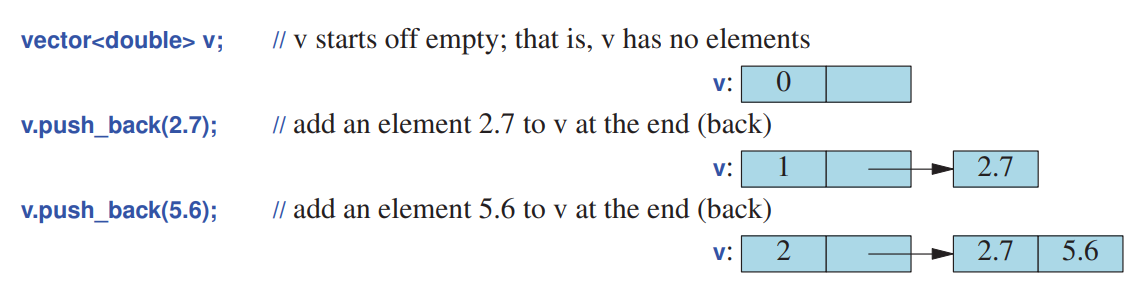 vector<double> v; // v starts off empty; that is, v has no elements
v: 0
v.push_back(2.7); // add an element 2.7 to v at the end (back)
v: 1 2.7
v.push_back(5.6); // add an element 5.6 to v at the end (back)
v: 2 2.7 5.6